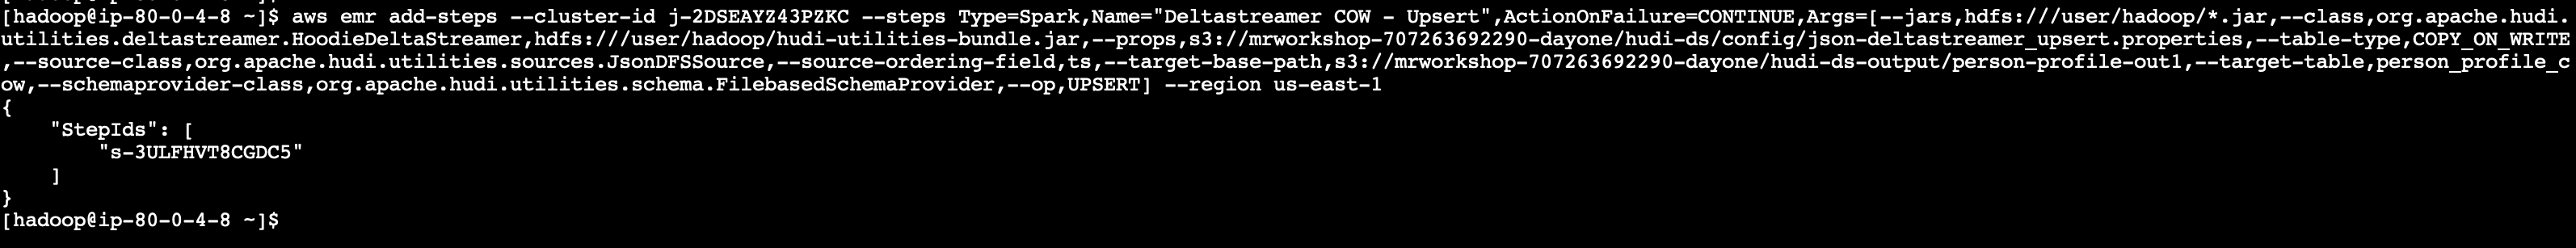 [hadoop@ip-80-0-4-8 ~]$ aws emr add-steps --cluster-id j-2DSEAYZ43PZKC --steps Type=Spark,Name="Deltastreamer COW - Upsert",ActionOnFailure=CONTINUE,Args=[--jars,hdfs:///user/hadoop/*.jar,--class,org.apache.hudi.
utilities.deltastreamer.HoodieDeltaStreamer,hdfs:///user/hadoop/hudi-utilities-bundle.jar,--props,s3://mrworkshop-707263692290-dayone/hudi-ds/config/json-deltastreamer_upsert.properties,--table-type,COPY_ON_WRITE
,--source-class,org.apache.hudi.utilities.sources.JsonDFSSource,--source-ordering-field,ts,--target-base-path,s3://mrworkshop-707263692290-dayone/hudi-ds-output/person-profile-out1,--target-table,person_profile_c
ow,--schemaprovider-class,org.apache.hudi.utilities.schema.FilebasedSchemaProvider,--op,UPSERT] --region us-east-1
{
    "StepIds": [
        "s-3ULFHVT8CGDC5"
    ]
}
[hadoop@ip-80-0-4-8 ~]$